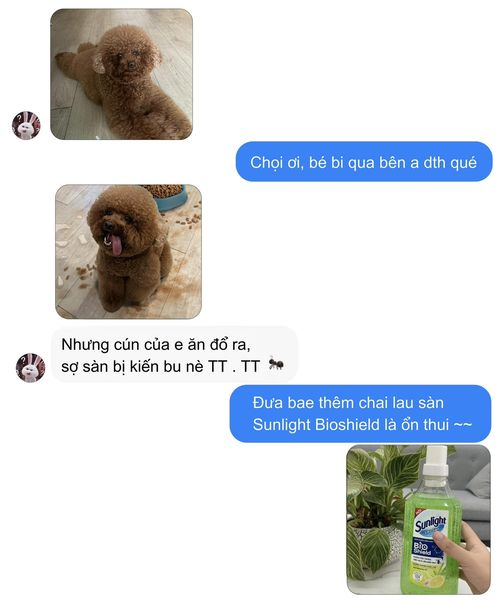 Chọi ơi, bé bi qua bên a dth qué
Nhưng cún của e ăn đổ ra,
sợ sàn bị kiến bu nè TT . TT
Đưa bae thêm chai lau sàn
Sunlight Bioshield là ổn thui ~~
Sunlight
Bio
Shield